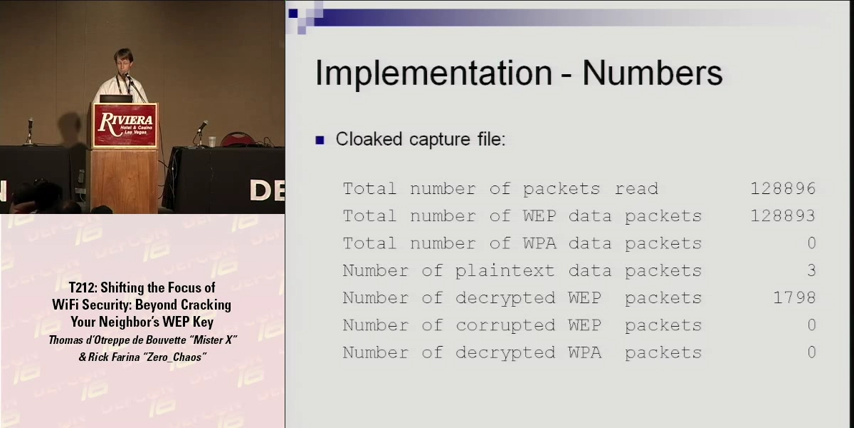 RIVIERA
Hotel & Casino
Las Vegas
N
DE
T212: Shifting the Focus of
WiFi Security: Beyond Cracking
Your Neighbor's WEP Key
Thomas d'Otreppe de Bouvette "Mister X"
& Rick Farina "Zero_Chaos"
Implementation - Numbers
Cloaked capture file:
Total number of packets read 128896
Total number of WEP data packets 128893
Total number of WPA data packets 0
Number of plaintext data packets 3
Number of decrypted WEP packets 1798
Number of corrupted WEP packets 0
Number of decrypted WPA packets 0